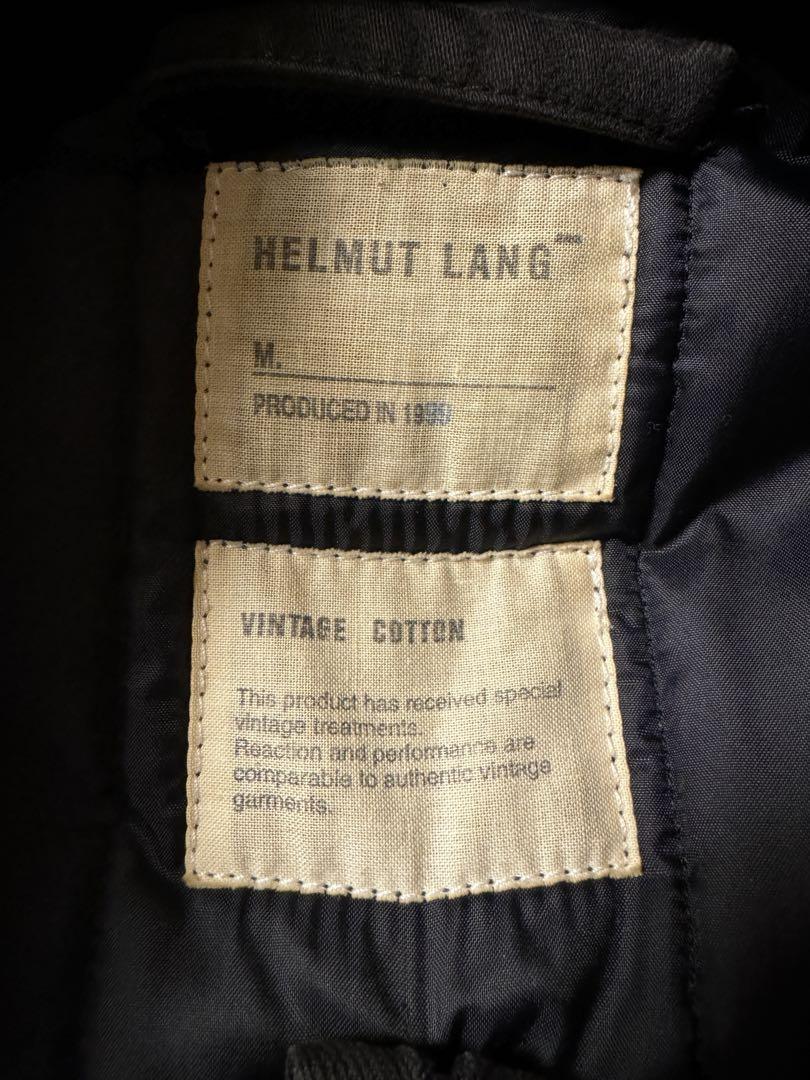 HELMUT LANG
M.
PRODUCED IN 1999
VINTAGE COTTON
This product has received special
vintage treatments.
Reaction and performance are
comparable to authentic vintage
garments.